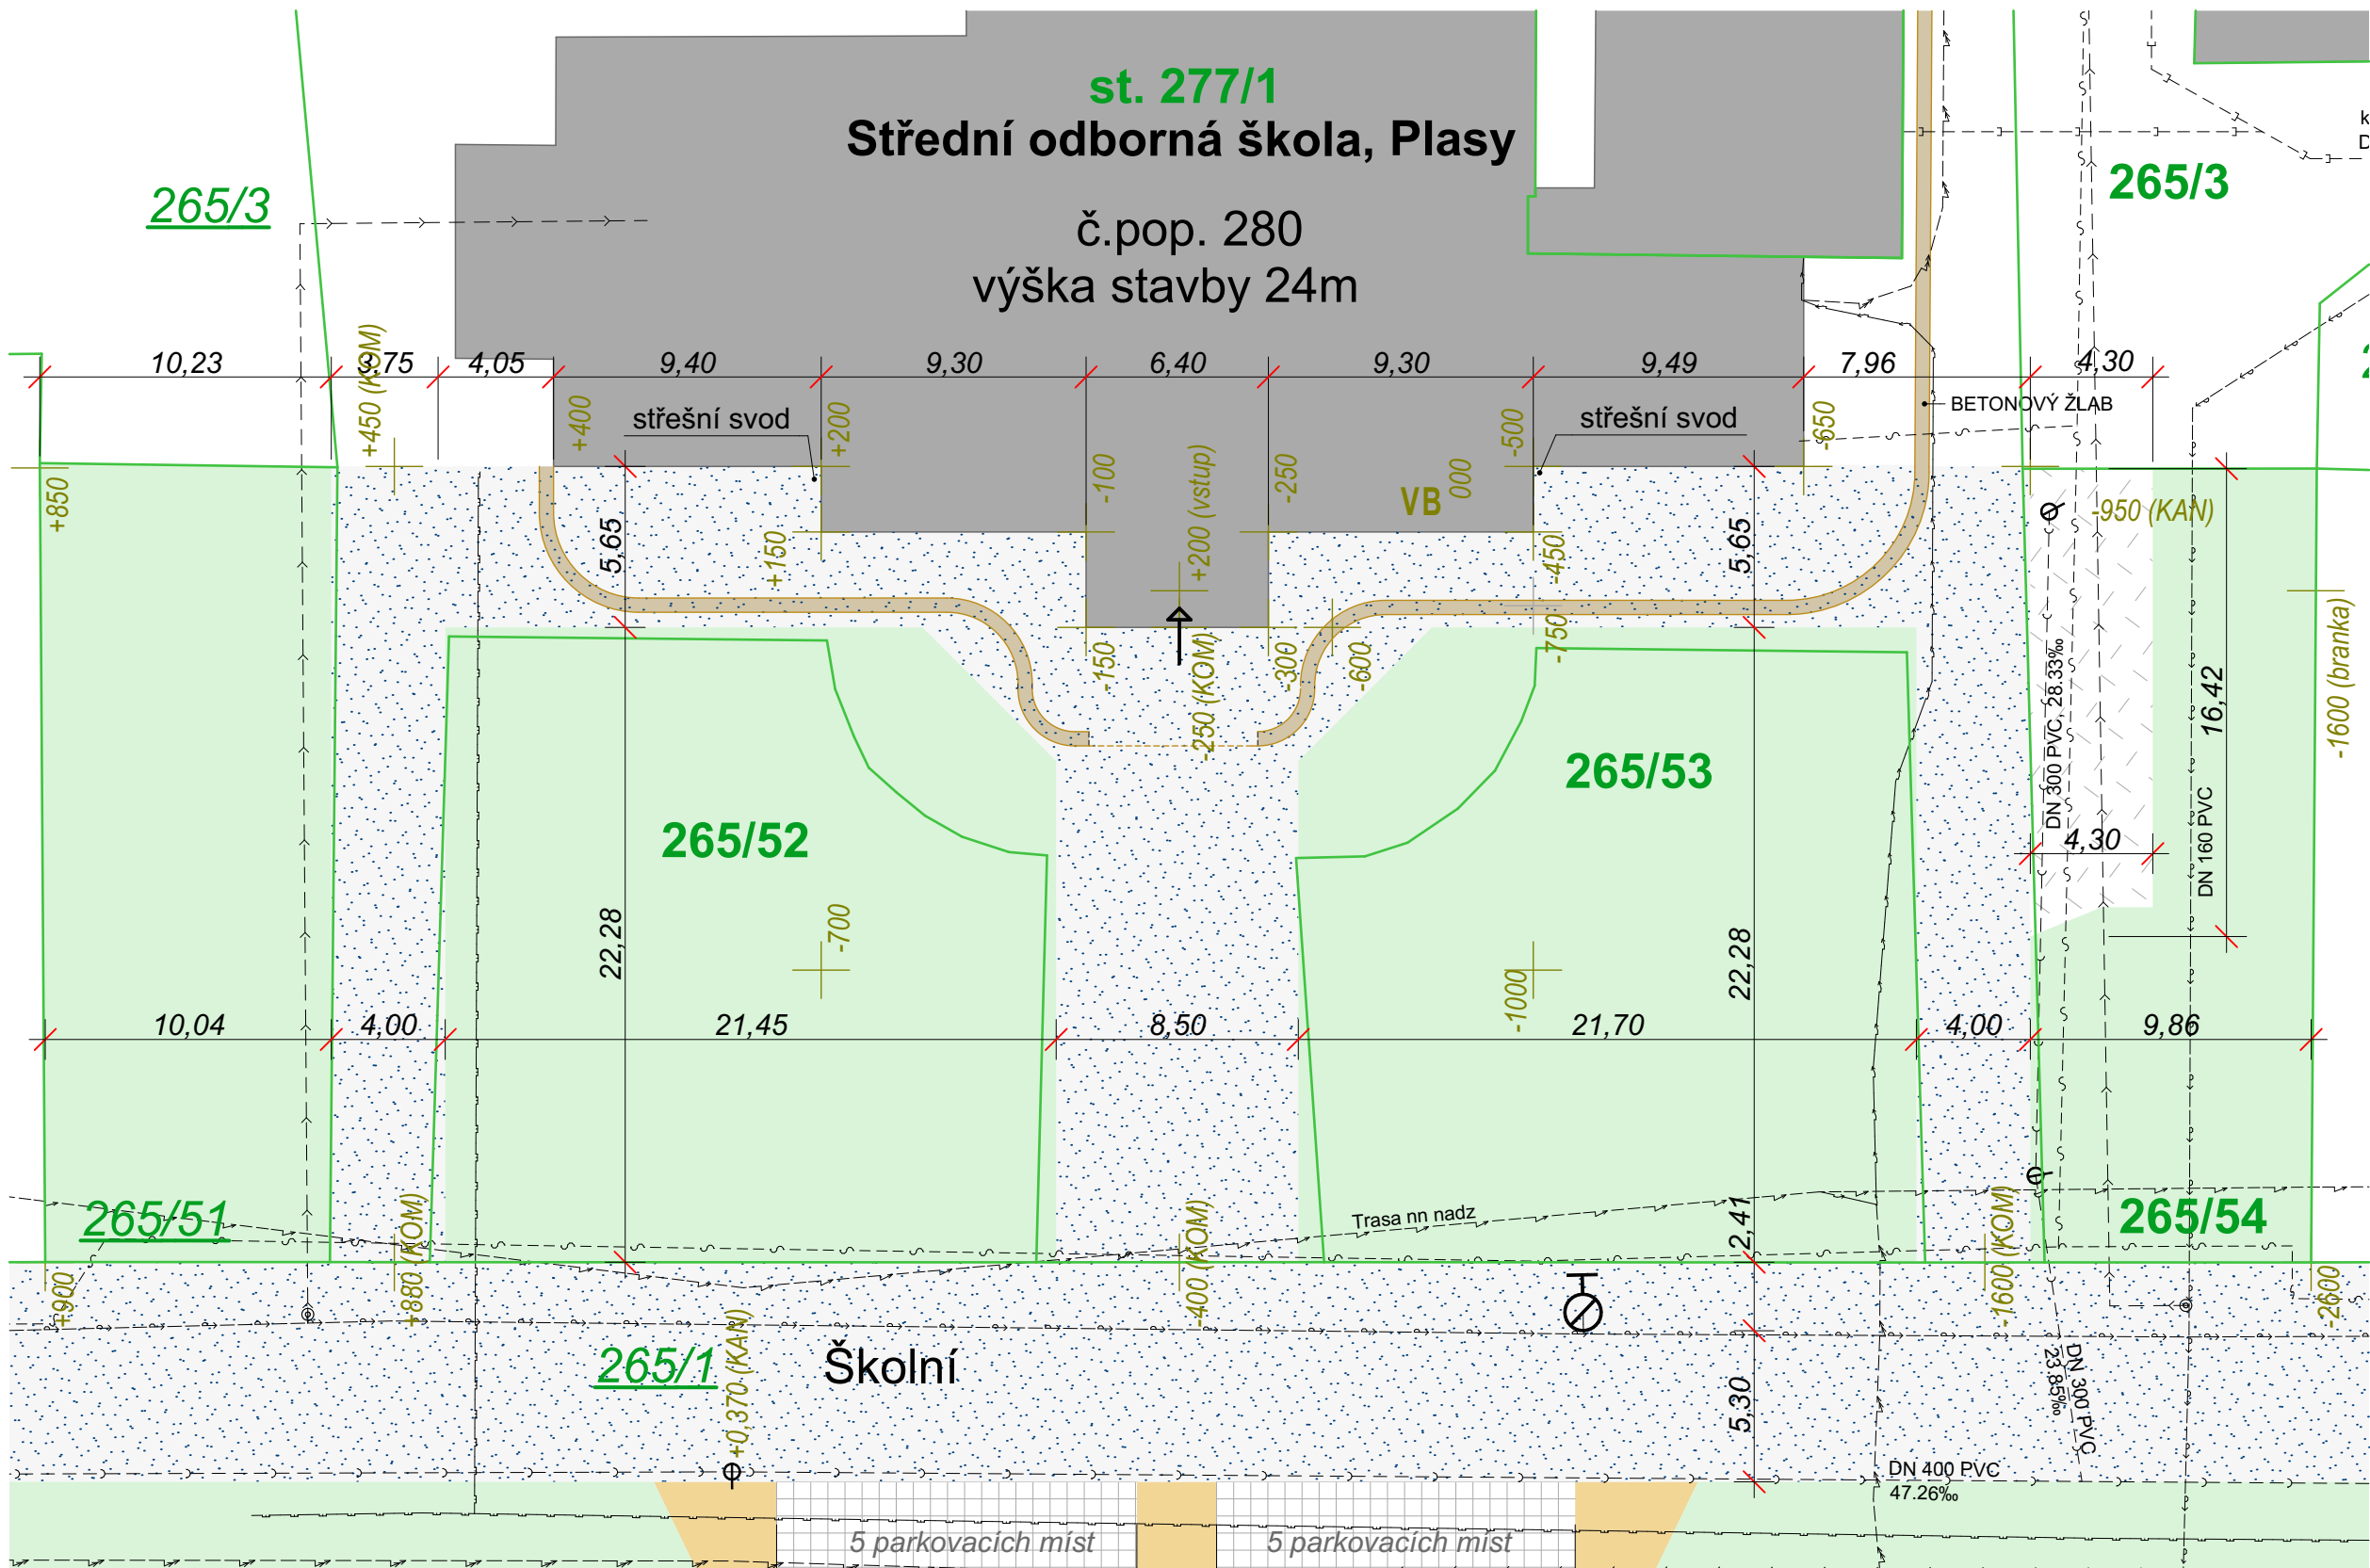 st. 277/1
Střední odborná škola, Plasy
č.pop. 280
výška stavby 24m
265/3
265/3
k
D
10,23
3,75
4,05
9,40
9,30
6,40
9,30
9,49
7,96
4,30
+450 (KOM)
+400
střešní svod
+200
-500
střešní svod
-650
BETONOVÝ ŽLAB
+850
5,65
+150
-100
+200 (vstup)
-250
VB
000
-450
5,65
-950 (KAN)
-150
-250 (KOM)
-300
-600
-750
DN 300 PVC, 28.33‰
16,42
-1600 (branka)
265/52
265/53
4,30
DN 160 PVC
22,28
-700
-1000
22,28
10,04
4,00
21,45
8,50
21,70
4,00
9,86
265/51
+880 (KOM)
-400 (KOM)
Trasa nn nadz
2,41
-1600 (KOM)
265/54
+900
-2600
265/1
+0,370 (KAN)
Školní
5,30
DN 300 PVC
23.85‰
DN 400 PVC
47.26‰
5 parkovacích míst
5 parkovacích míst